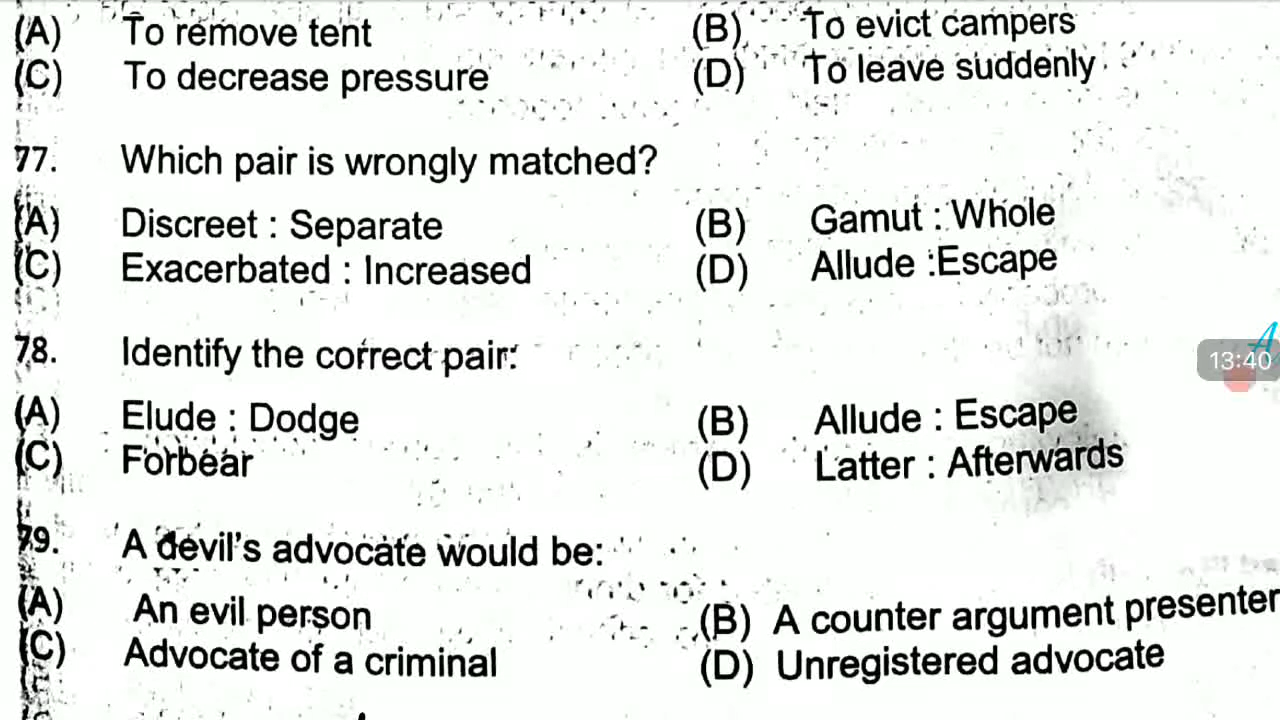 (A) To remove tent (B) To evict campers
(C) To decrease pressure (D) To leave suddenly
77. Which pair is wrongly matched?
(A) Discreet : Separate (B) Gamut : Whole
(C) Exacerbated : Increased (D) Allude :Escape
78. Identify the correct pair:
(A) Elude : Dodge (B) Allude : Escape
(C) Forbear (D) Latter : Afterwards
79. A devil's advocate would be:
(A) An evil person (B) A counter argument presenter
(C) Advocate of a criminal (D) Unregistered advocate
13:40